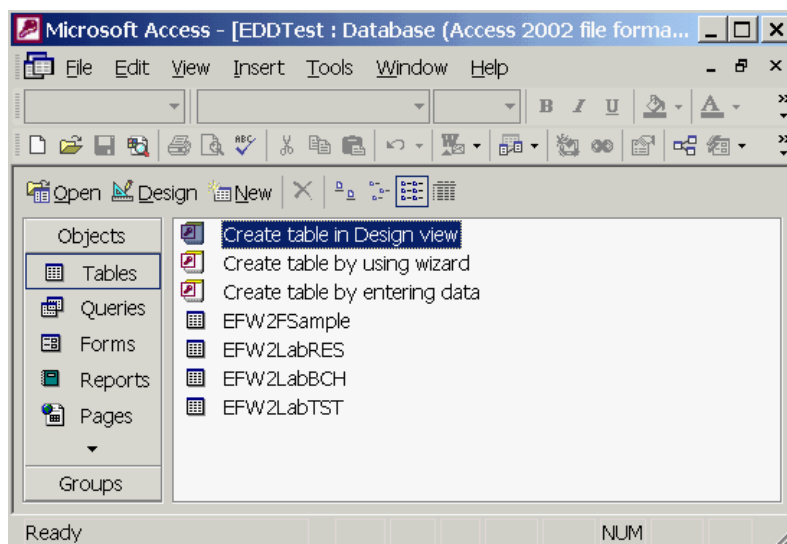 Microsoft Access - [EDDTest : Database (Access 2002 file forma...
File Edit View Insert Tools Window Help
B I U A
ABC W
Open Design New
Objects
Tables
Queries
Forms
Reports
Pages
Groups
Create table in Design view
Create table by using wizard
Create table by entering data
EFW2FSample
EFW2LabRES
EFW2LabBCH
EFW2LabTST
Ready NUM